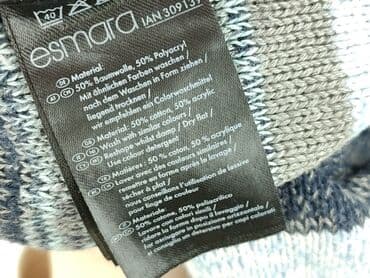 40
esmara IAN 309139
Material:
50% Baumwolle, 50% Polyacryl
Mit ähnlichen Farben waschen /
nach dem Waschen in Form ziehen /
liegend trocknen /
wir empfehlen ein Colorwaschmittel
Material: 50% cotton, 50% acrylic
Wash with similar colours /
Reshape whilst damp / Dry flat /
Use colour detergent.
Matières: 50 % coton, 50 % acrylique
Laver avec des couleurs similaires /
remettre en forme après le lavage /
sécher à plat /
nous conseillons l'utilisation de lessive
pour linge de couleur
Materiale:
50% cotone, 50% poliacrilico
Lavare con colori simili /